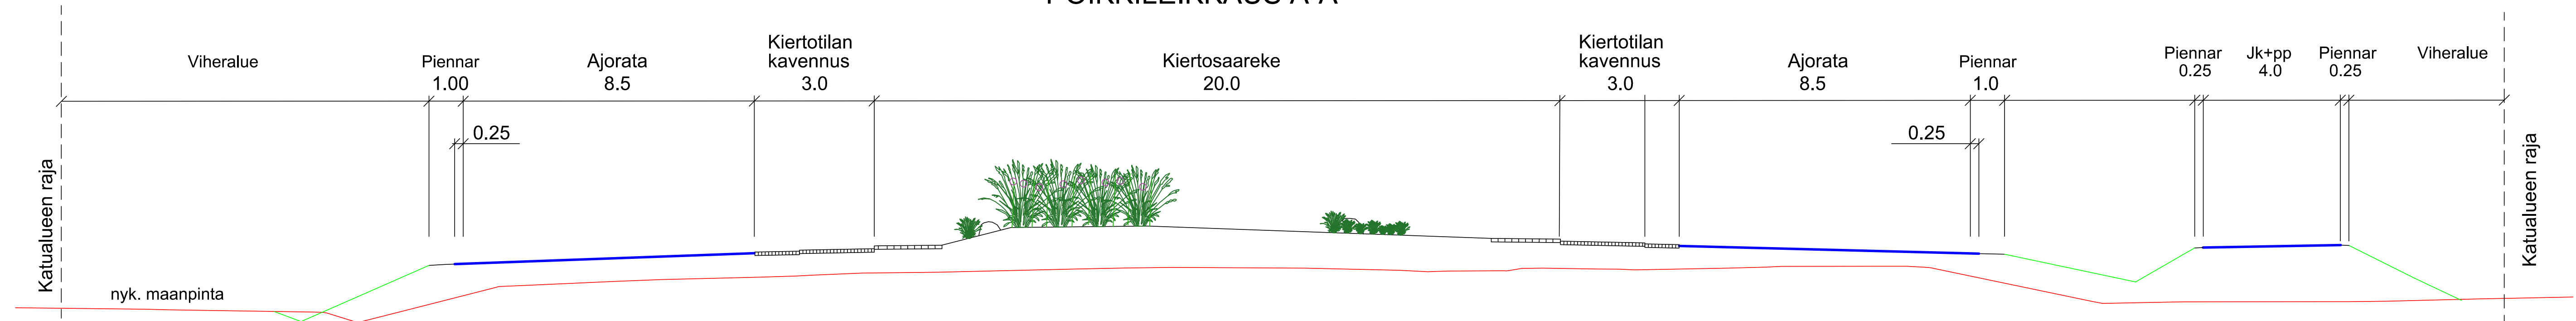 POIKKILEIKKAUS A-A
Viheralue
Piennar
1.00
Ajorata
8.5
Kiertotilan
kavennus
3.0
Kiertosaareke
20.0
Kiertotilan
kavennus
3.0
Ajorata
8.5
Piennar
1.0
Piennar
0.25
Jk+pp
4.0
Piennar
0.25
Viheralue
0.25
0.25
Katualueen raja
Katualueen raja
nyk. maanpinta